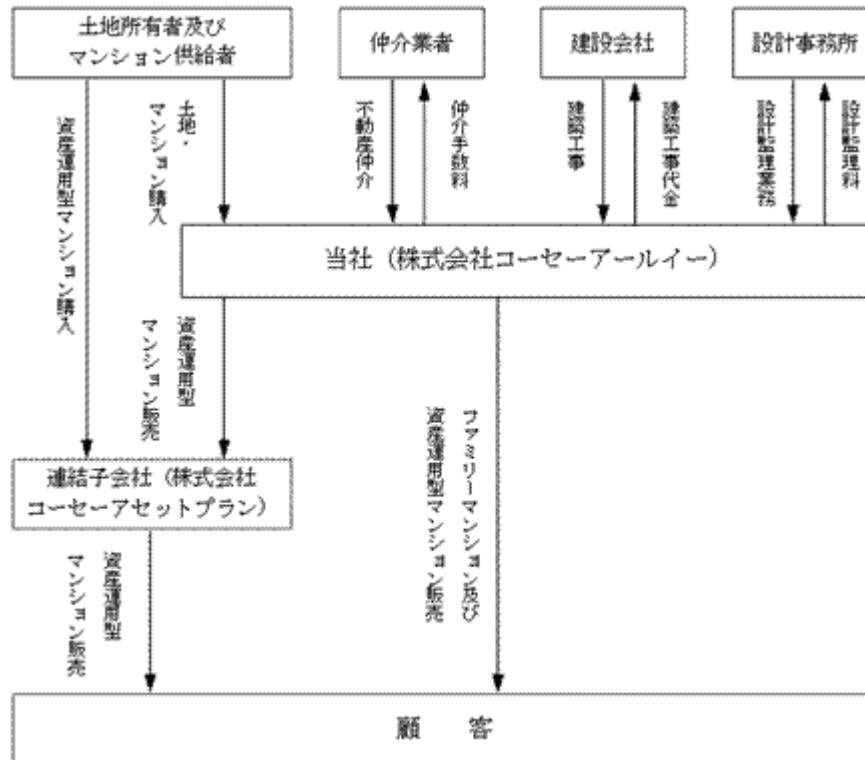 土地所有者及び
マンション供給者
仲介業者
建設会社
設計事務所
資産運用型マンション購入
土地・
マンション購入
不動産仲介
仲介手数料
建築工事
建築工事代金
設計監理業務
設計監理料
当社（株式会社コーセーアールイー）
資産運用型
マンション販売
ファミリーマンション及び
資産運用型マンション販売
連結子会社（株式会社
コーセーアセットプラン）
資産運用型
マンション販売
顧　客